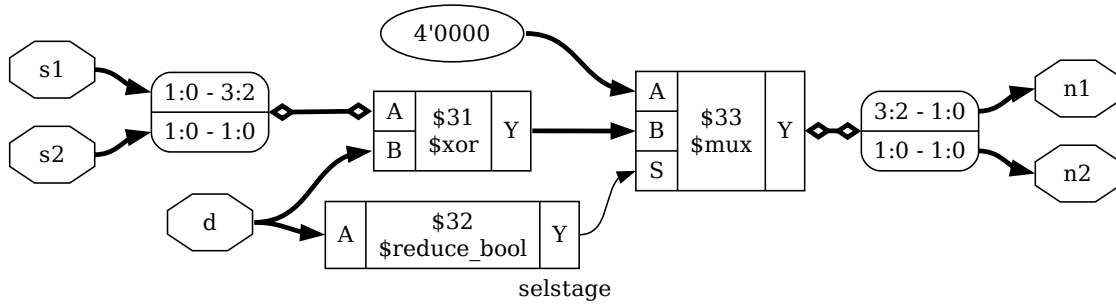 s1
s2
1:0 - 3:2
1:0 - 1:0
d
4'0000
A
B
$31
$xor
Y
A
$32
$reduce_bool
Y
A
B
S
$33
$mux
Y
3:2 - 1:0
1:0 - 1:0
n1
n2
selstage